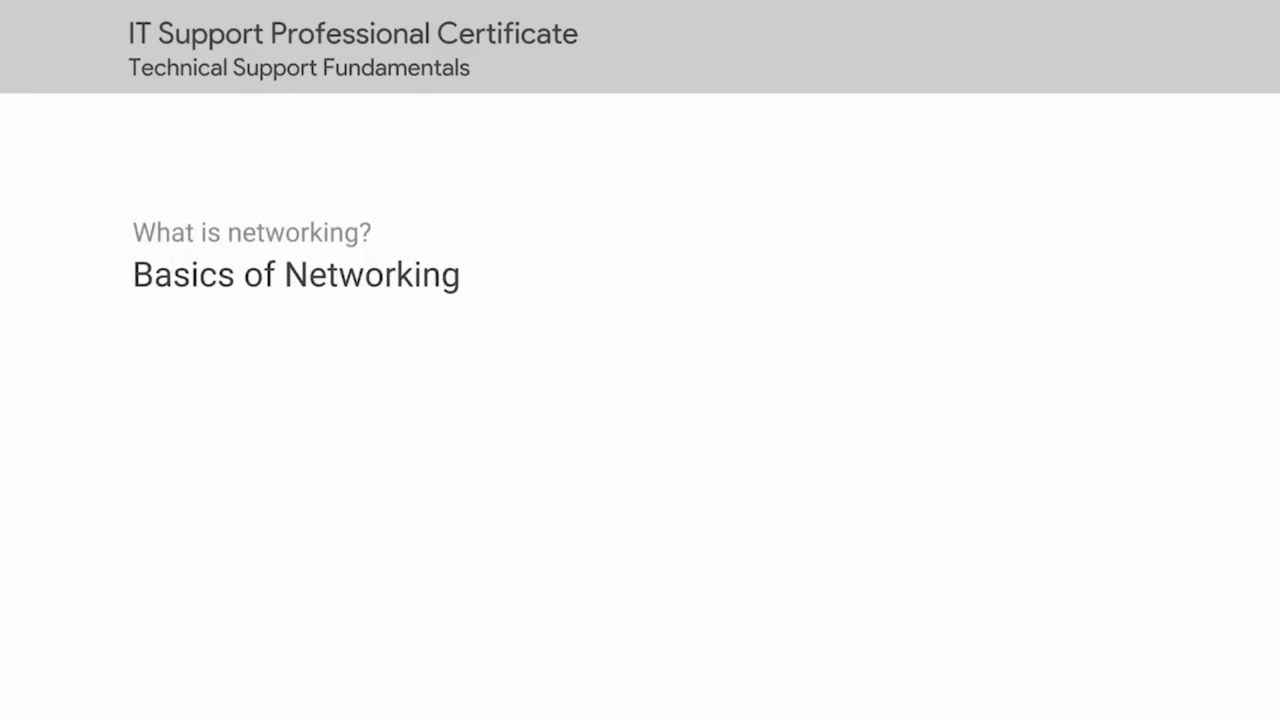 IT Support Professional Certificate
Technical Support Fundamentals
What is networking?
Basics of Networking